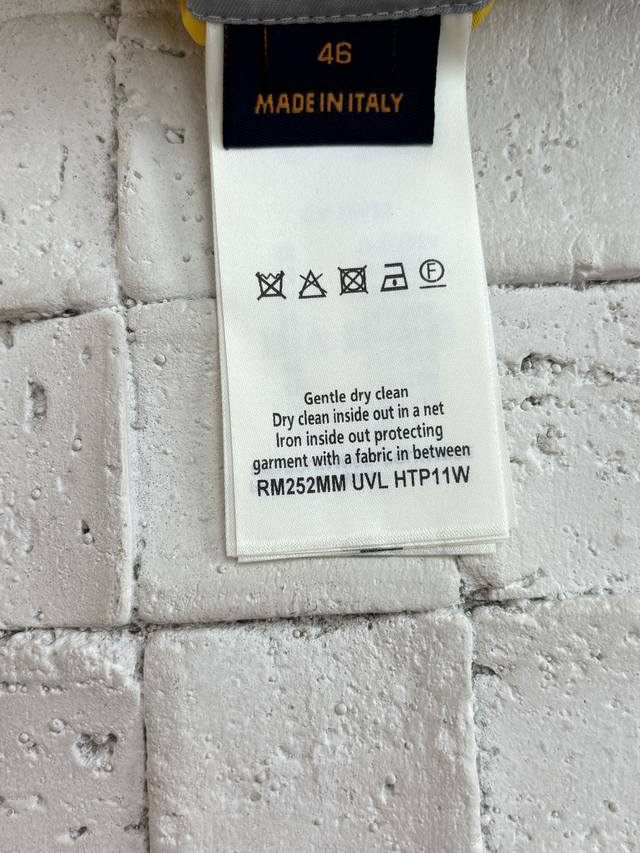 46
MADE IN ITALY
F
Gentle dry clean
Dry clean inside out in a net
Iron inside out protecting
garment with a fabric in between
RM252MM UVL HTP11W